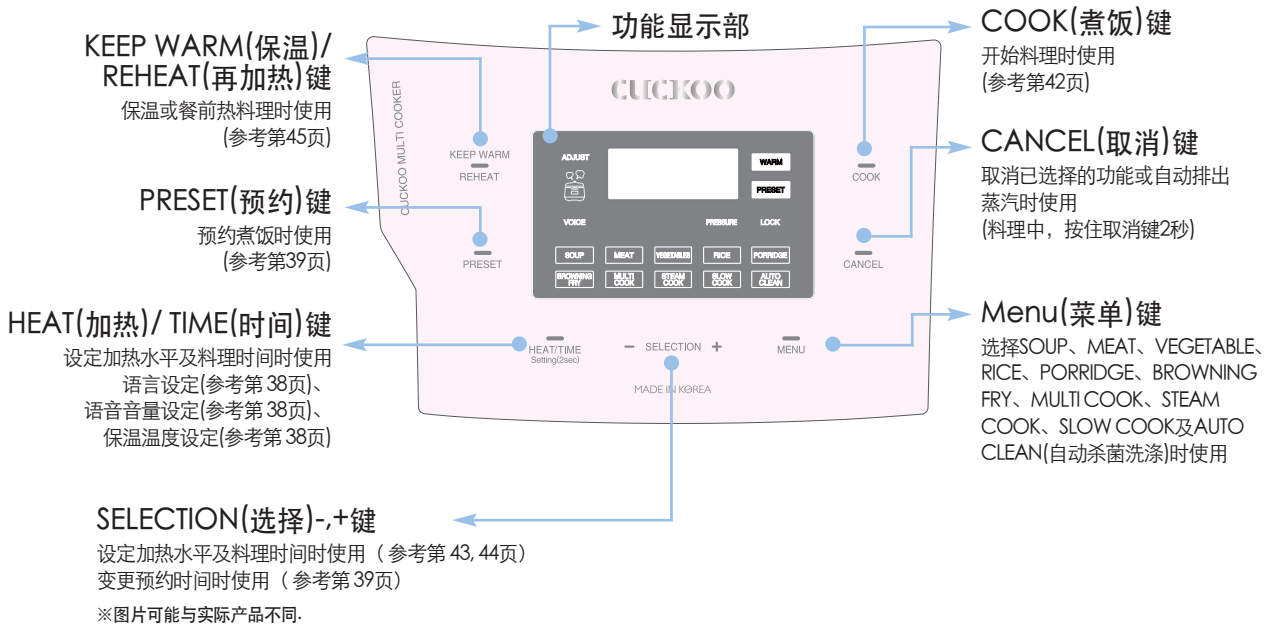 功能显示部
KEEP WARM(保温)/
REHEAT(再加热)键
保温或餐前热料理时使用
(参考第45页)
PRESET(预约)键
预约煮饭时使用
(参考第39页)
HEAT(加热)/ TIME(时间)键
设定加热水平及料理时间时使用
语言设定(参考第38页)、
语音音量设定(参考第38页)、
保温温度设定(参考第38页)
CUCKOO MULTI COOKER
CUCKOO
KEEP WARM
REHEAT
PRESET
ADJUST
WARM
PRESET
VOICE
PRESSURE
LOCK
SOUP
MEAT
VEGETABLES
RICE
PORRIDGE
BROWNING
FRY
MULTI
COOK
STEAM
COOK
SLOW
COOK
AUTO
CLEAN
COOK
CANCEL
HEAT/TIME
Setting(2sec)
− SELECTION +
MENU
MADE IN KOREA
COOK(煮饭)键
开始料理时使用
(参考第42页)
CANCEL(取消)键
取消已选择的功能或自动排出
蒸汽时使用
(料理中，按住取消键2秒)
Menu(菜单)键
选择SOUP、MEAT、VEGETABLE、
RICE、PORRIDGE、BROWNING
FRY、MULTI COOK、STEAM
COOK、SLOW COOK及AUTO
CLEAN(自动杀菌洗涤)时使用
SELECTION(选择)-,+键
设定加热水平及料理时间时使用（参考第 43, 44页）
变更预约时间时使用（参考第 39页）
※图片可能与实际产品不同.